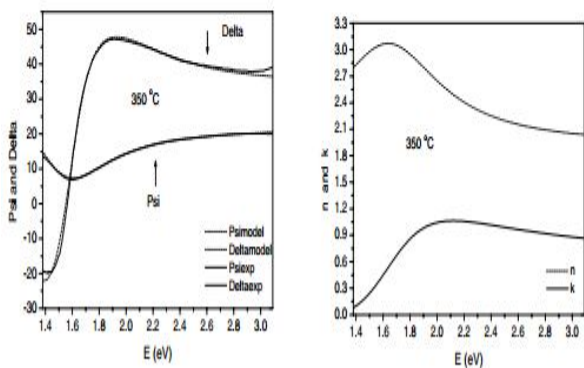 Psi and Delta
50
40
30
20
10
0
-10
-20
-30
Delta
350 °C
Psi
Psimodel
Deltamodel
Psiexp
Deltaexp
1.4 1.6 1.8 2.0 2.2 2.4 2.6 2.8 3.0
E (eV)
n and k
3.3
3.0
2.7
2.4
2.1
1.8
1.5
1.2
0.9
0.6
0.3
0.0
350 °C
n
k
1.4 1.6 1.8 2.0 2.2 2.4 2.6 2.8 3.0
E (eV)